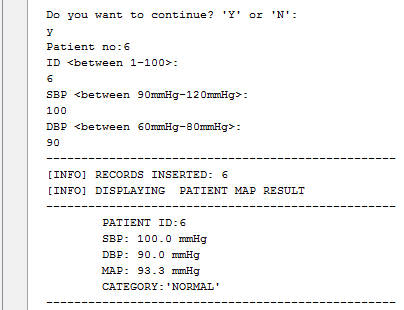 Do you want to continue? 'Y' or 'N':
y
Patient no:6
ID <between 1-100>:
6
SBP <between 90mmHg-120mmHg>:
100
DBP <between 60mmHg-80mmHg>:
90
--------------------------------------------------
[INFO] RECORDS INSERTED: 6
[INFO] DISPLAYING  PATIENT MAP RESULT
--------------------------------------------------
PATIENT ID:6
SBP: 100.0 mmHg
DBP: 90.0 mmHg
MAP: 93.3 mmHg
CATEGORY:'NORMAL'
--------------------------------------------------